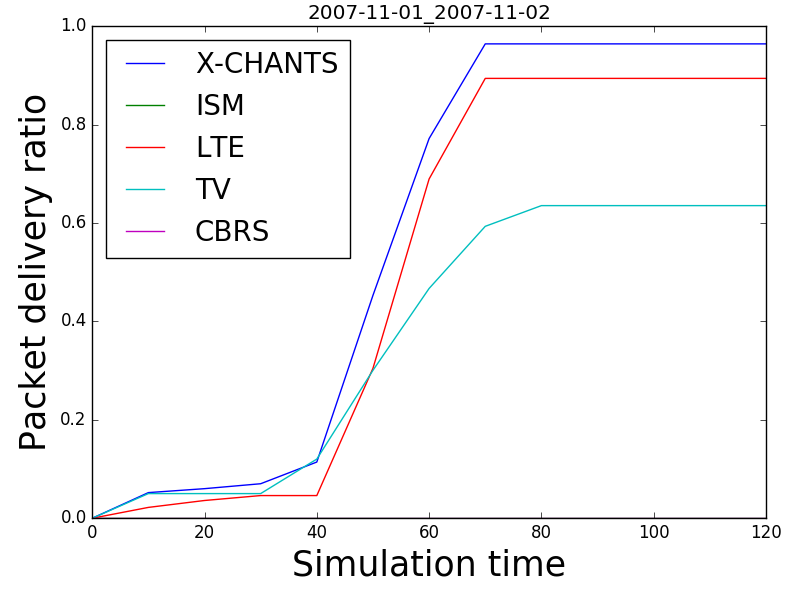 2007-11-01_2007-11-02
Packet delivery ratio
1.0
0.8
0.6
0.4
0.2
0.0
X-CHANTS
ISM
LTE
TV
CBRS
0 20 40 60 80 100 120
Simulation time